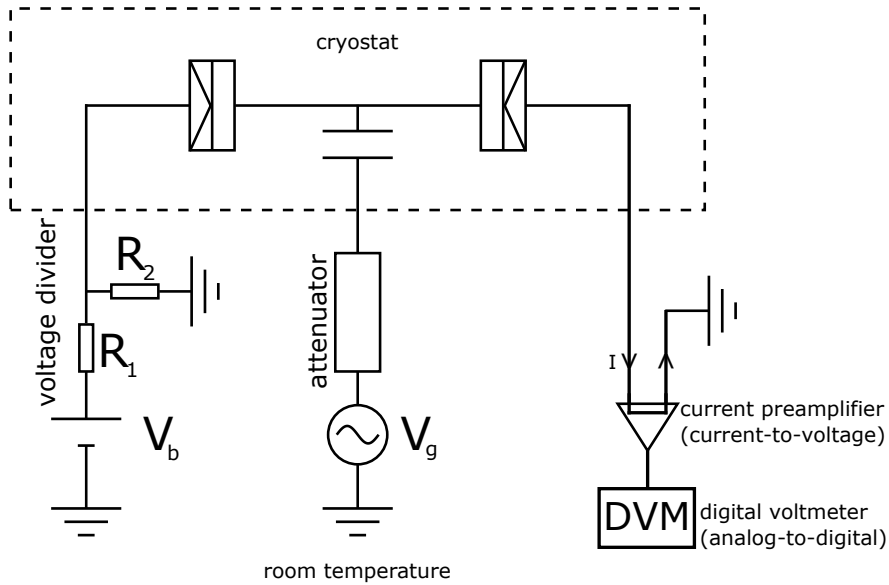 cryostat
voltage divider
R2
R1
Vb
attenuator
Vg
I
current preamplifier
(current-to-voltage)
DVM
digital voltmeter
(analog-to-digital)
room temperature